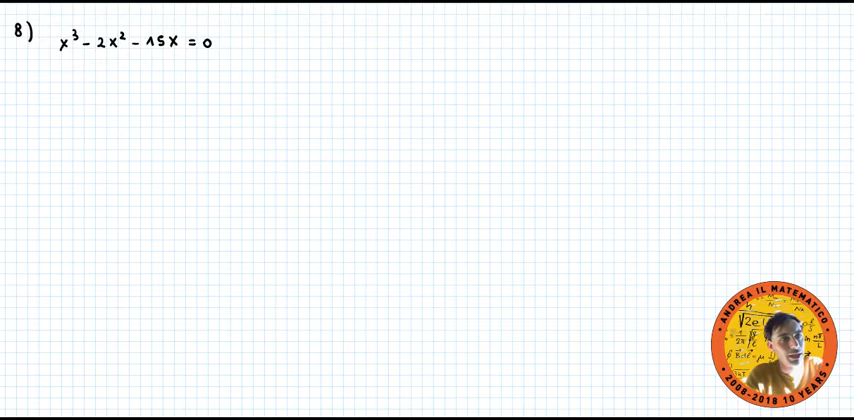 8) x³ - 2x² - 15x = 0
ANDREA IL MATEMATICO
2008-2018 10 YEARS